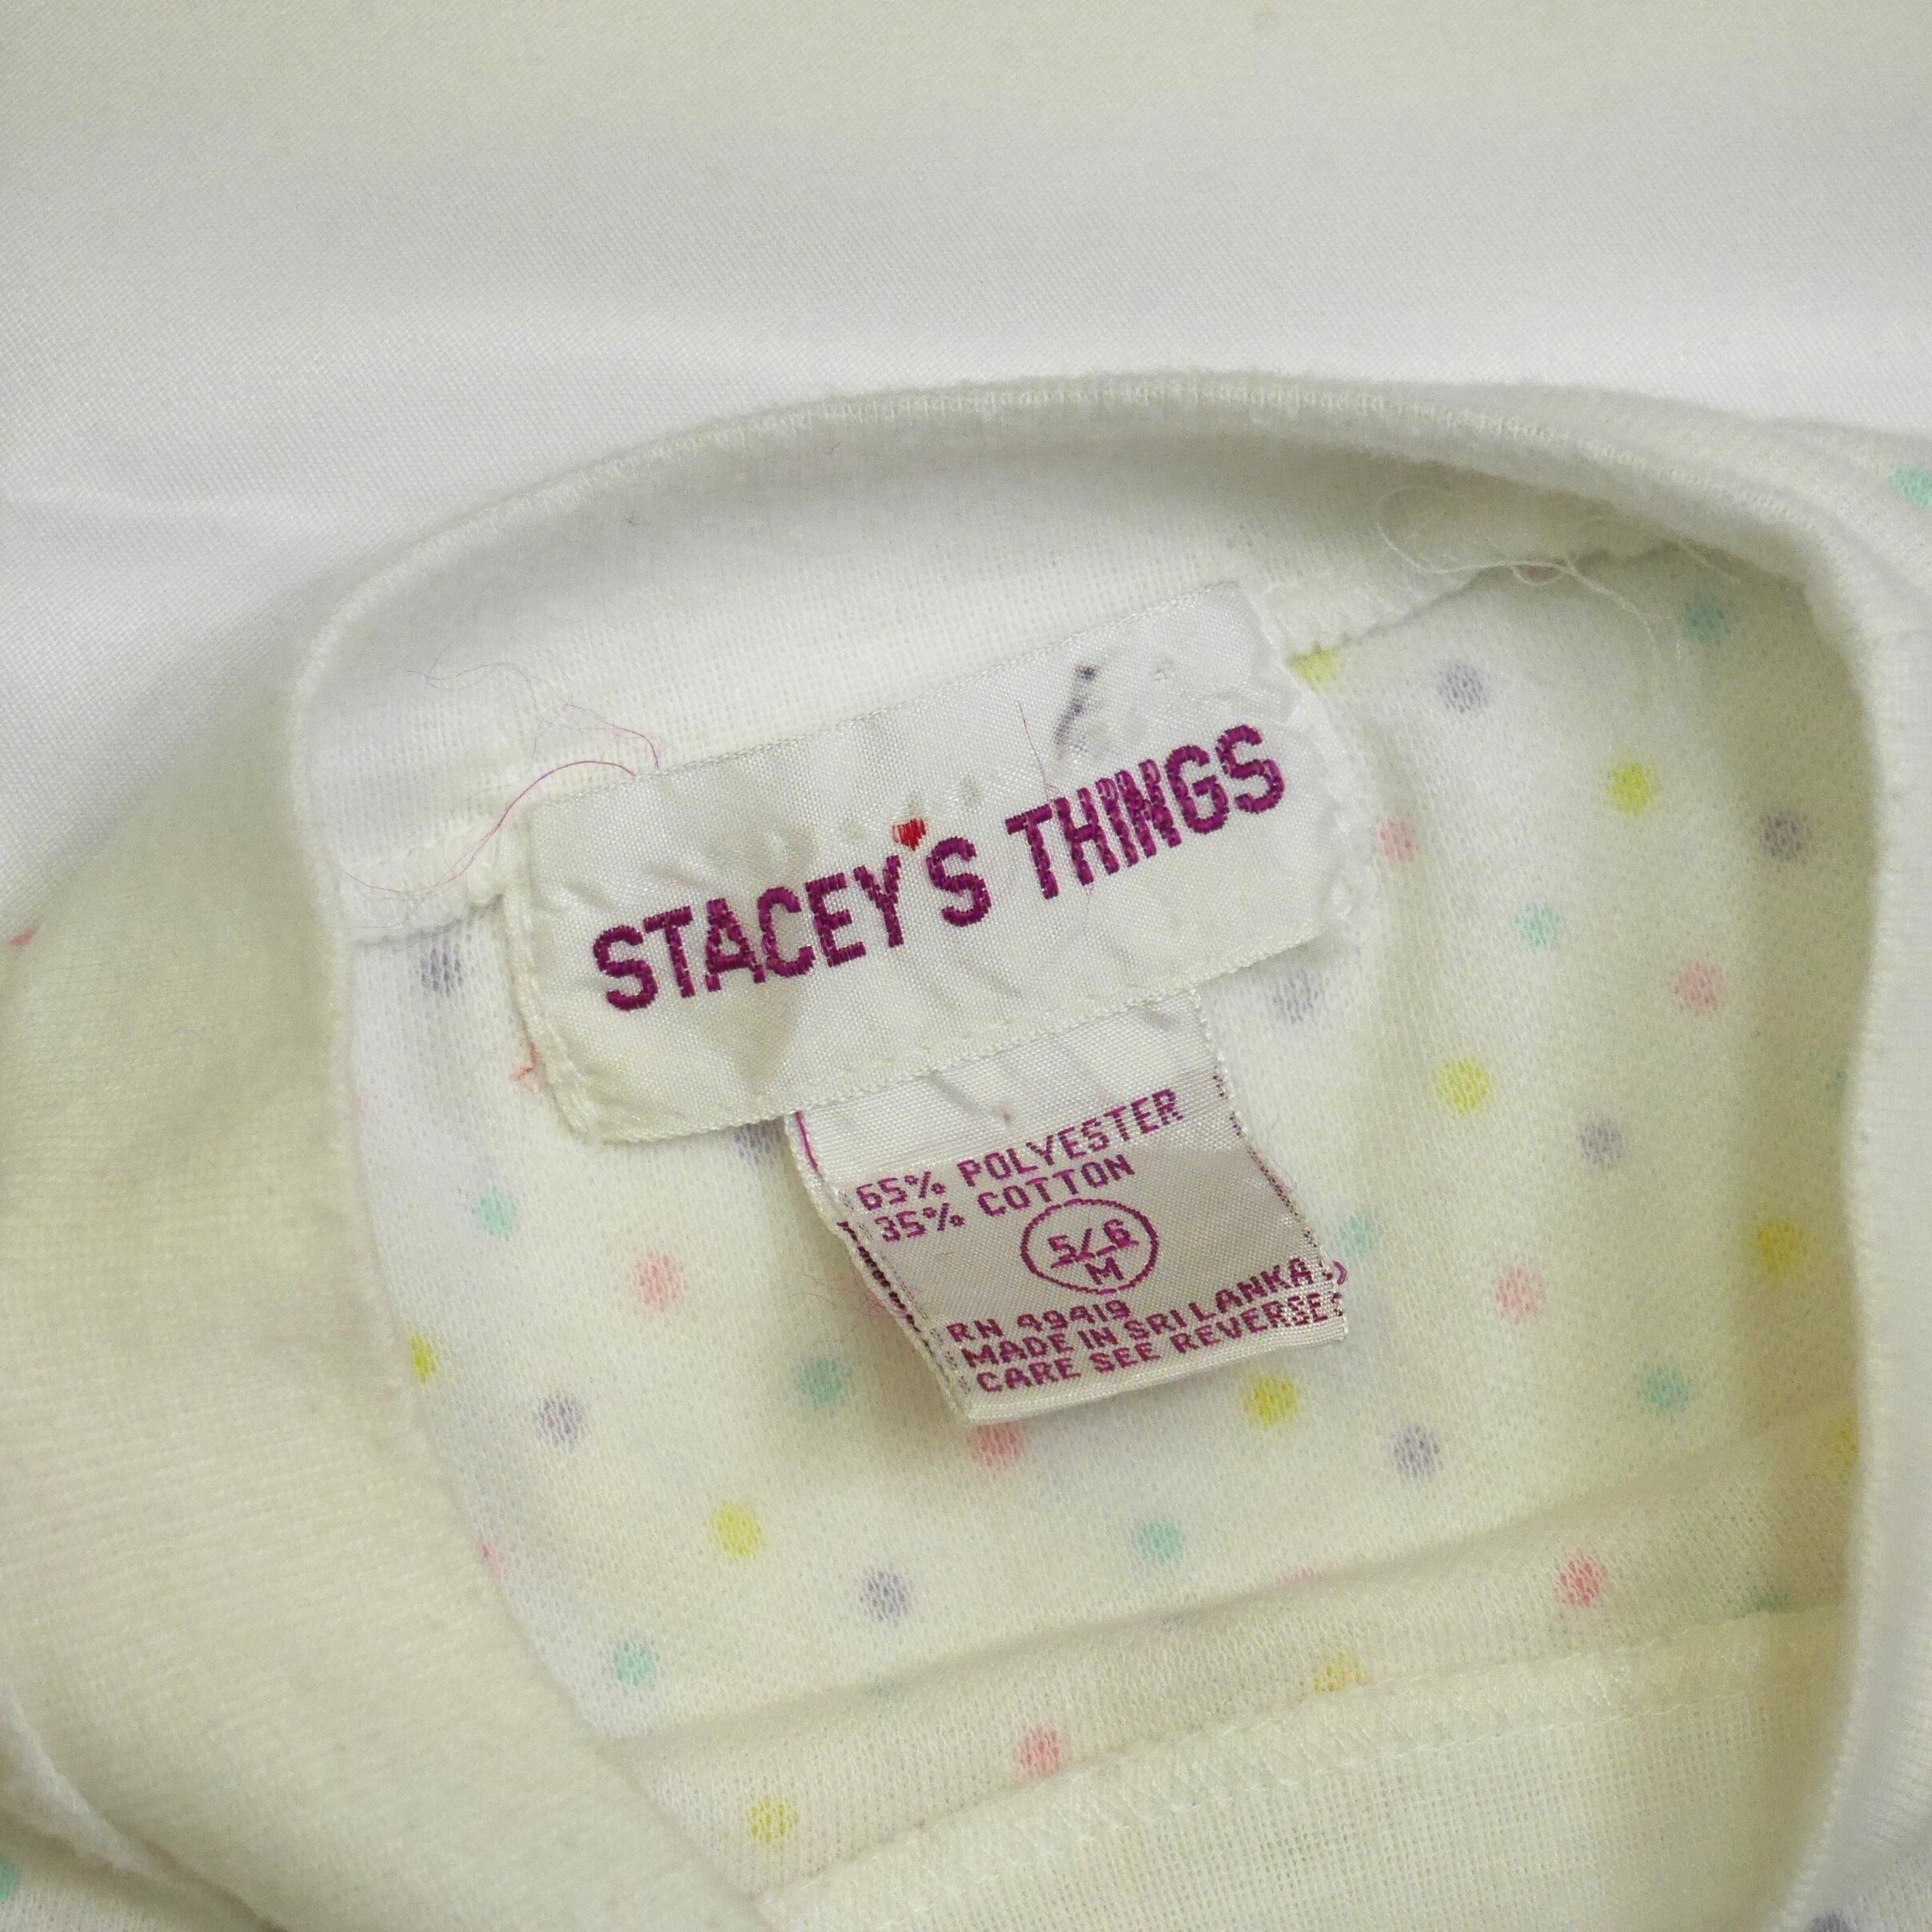 STACEY'S THINGS
65% POLYESTER
35% COTTON
5/6
M
RN 49419
MADE IN SRI LANKA
CARE SEE REVERSE